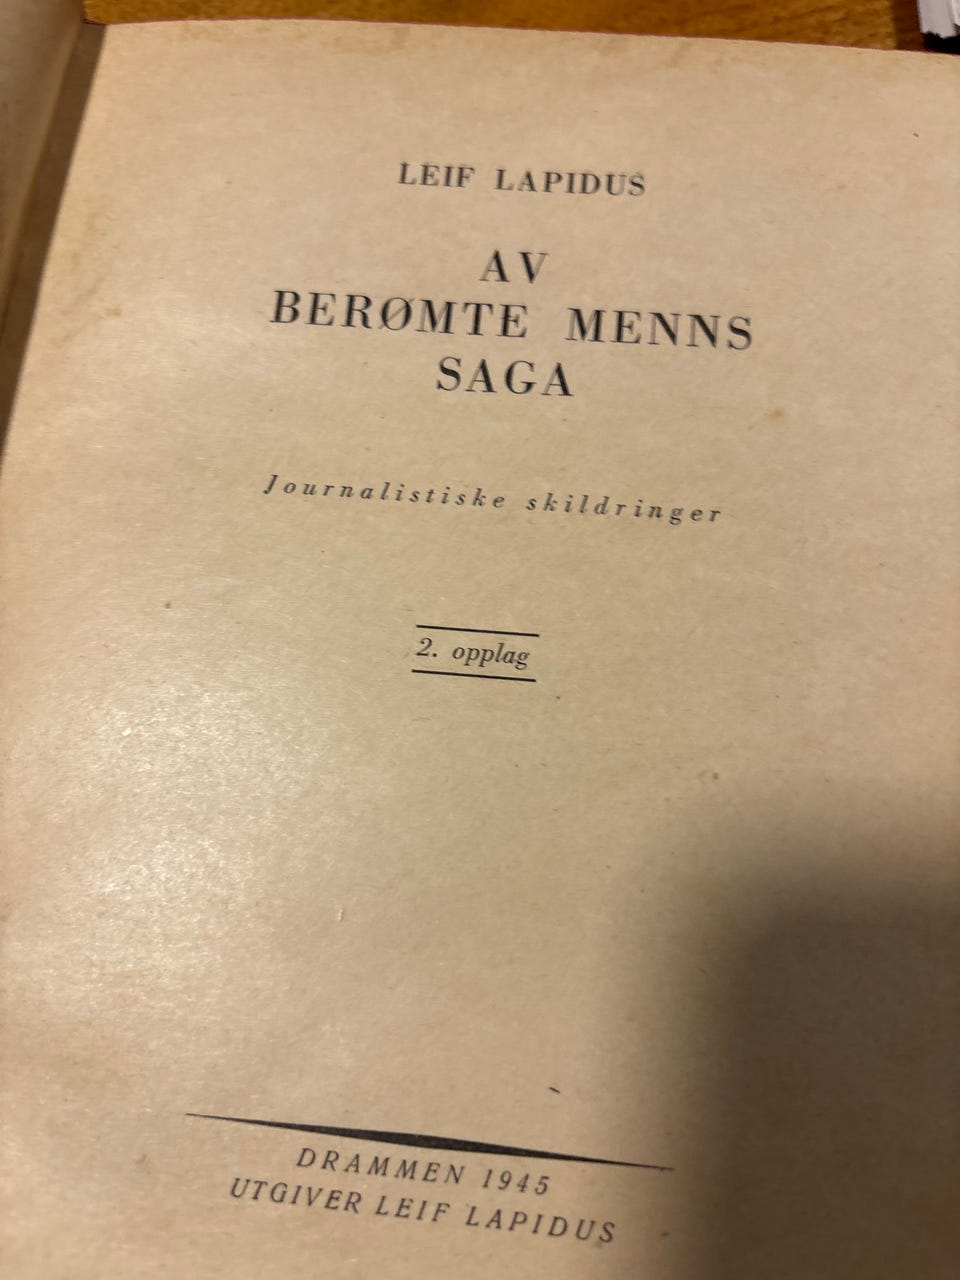 LEIF LAPIDUS
AV
BERØMTE MENNS
SAGA
Journalistiske skildringer
2. opplag
DRAMMEN 1945
UTGIVER LEIF LAPIDUS